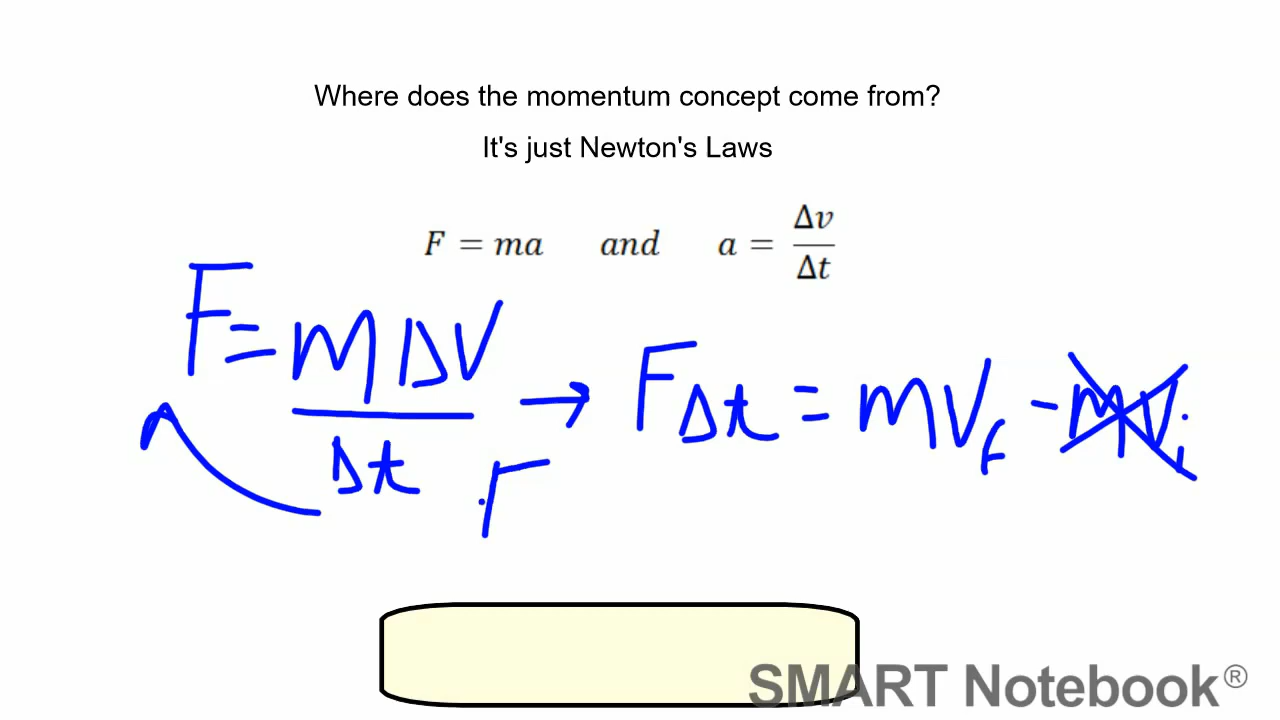 Where does the momentum concept come from?
It's just Newton's Laws
F = ma and a = Δv/Δt
F = mΔV/Δt → FΔt = mVf - mVi
F
SMART Notebook®